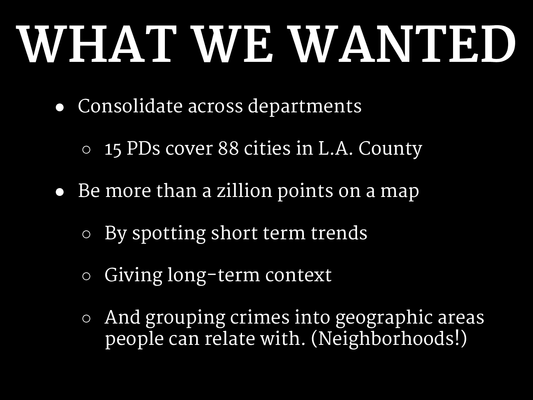 WHAT WE WANTED
● Consolidate across departments
○ 15 PDs cover 88 cities in L.A. County
● Be more than a zillion points on a map
○ By spotting short term trends
○ Giving long-term context
○ And grouping crimes into geographic areas
people can relate with. (Neighborhoods!)